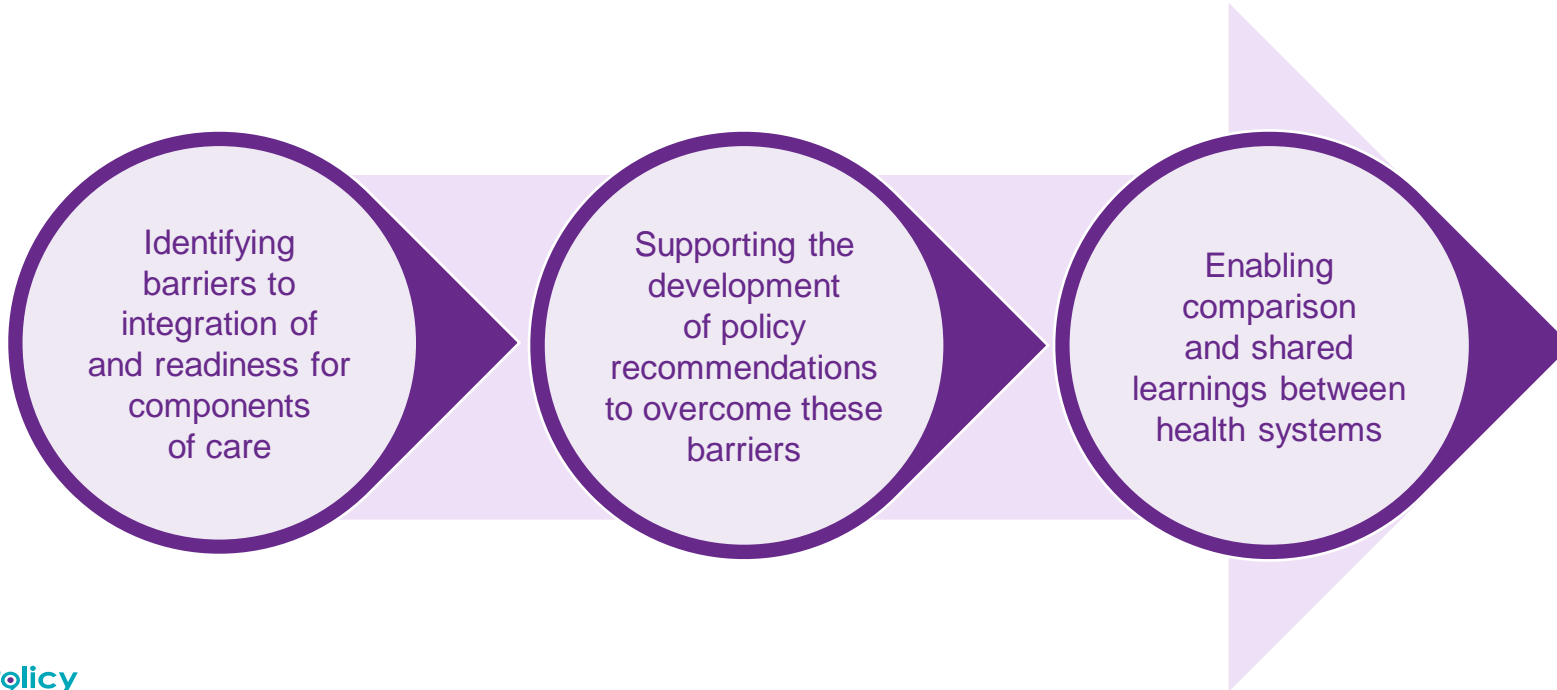 Identifying
barriers to
integration of
and readiness for
components
of care
Supporting the
development
of policy
recommendations
to overcome these
barriers
Enabling
comparison
and shared
learnings between
health systems
olicy